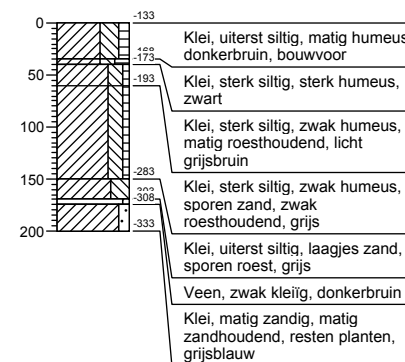 0
50
100
150
200
-133
-168
-173
-193
-283
-303
-308
-333
Klei, uiterst siltig, matig humeus
donkerbruin, bouwvoor
Klei, sterk siltig, sterk humeus,
zwart
Klei, sterk siltig, zwak humeus,
matig roesthoudend, licht
grijsbruin
Klei, sterk siltig, zwak humeus,
sporen zand, zwak
roesthoudend, grijs
Klei, uiterst siltig, laagjes zand,
sporen roest, grijs
Veen, zwak kleiïg, donkerbruin
Klei, matig zandig, matig
zandhoudend, resten planten,
grijsblauw